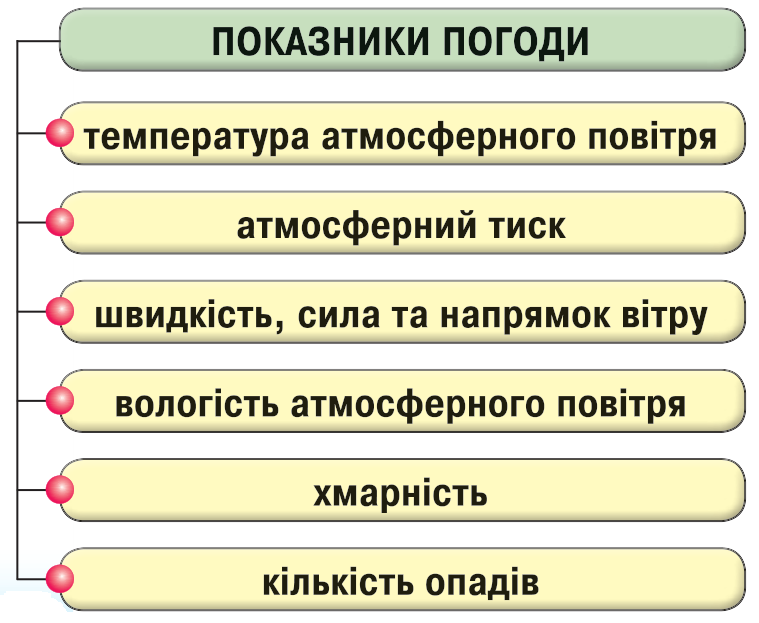 ПОКАЗНИКИ ПОГОДИ
температура атмосферного повітря
атмосферний тиск
швидкість, сила та напрямок вітру
вологість атмосферного повітря
хмарність
кількість опадів